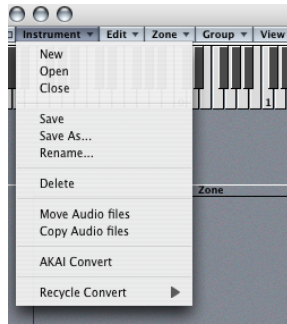 Instrument Edit Zone Group View
New
Open
Close
Save
Save As...
Rename...
Delete
Zone
Move Audio files
Copy Audio files
AKAI Convert
Recycle Convert
1